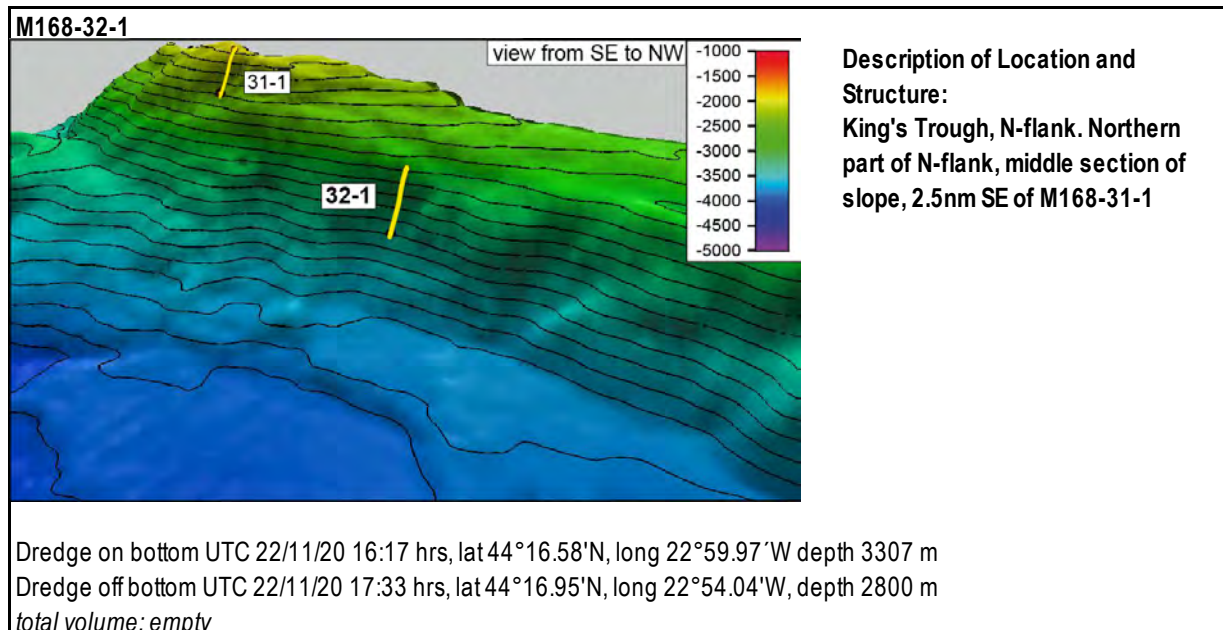 M168-32-1
view from SE to NW
31-1
32-1
-1000
-1500
-2000
-2500
-3000
-3500
-4000
-4500
-5000
Description of Location and
Structure:
King's Trough, N-flank. Northern
part of N-flank, middle section of
slope, 2.5nm SE of M168-31-1
Dredge on bottom UTC 22/11/20 16:17 hrs, lat 44°16.58'N, long 22°59.97´W depth 3307 m
Dredge off bottom UTC 22/11/20 17:33 hrs, lat 44°16.95'N, long 22°54.04'W, depth 2800 m
total volume: empty